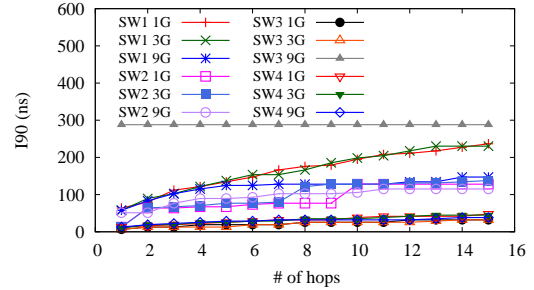 600
500
400
300
200
100
0
I90 (ns)
SW1 1G
SW1 3G
SW1 9G
SW2 1G
SW2 3G
SW2 9G
SW3 1G
SW3 3G
SW3 9G
SW4 1G
SW4 3G
SW4 9G
0 2 4 6 8 10 12 14 16
# of hops